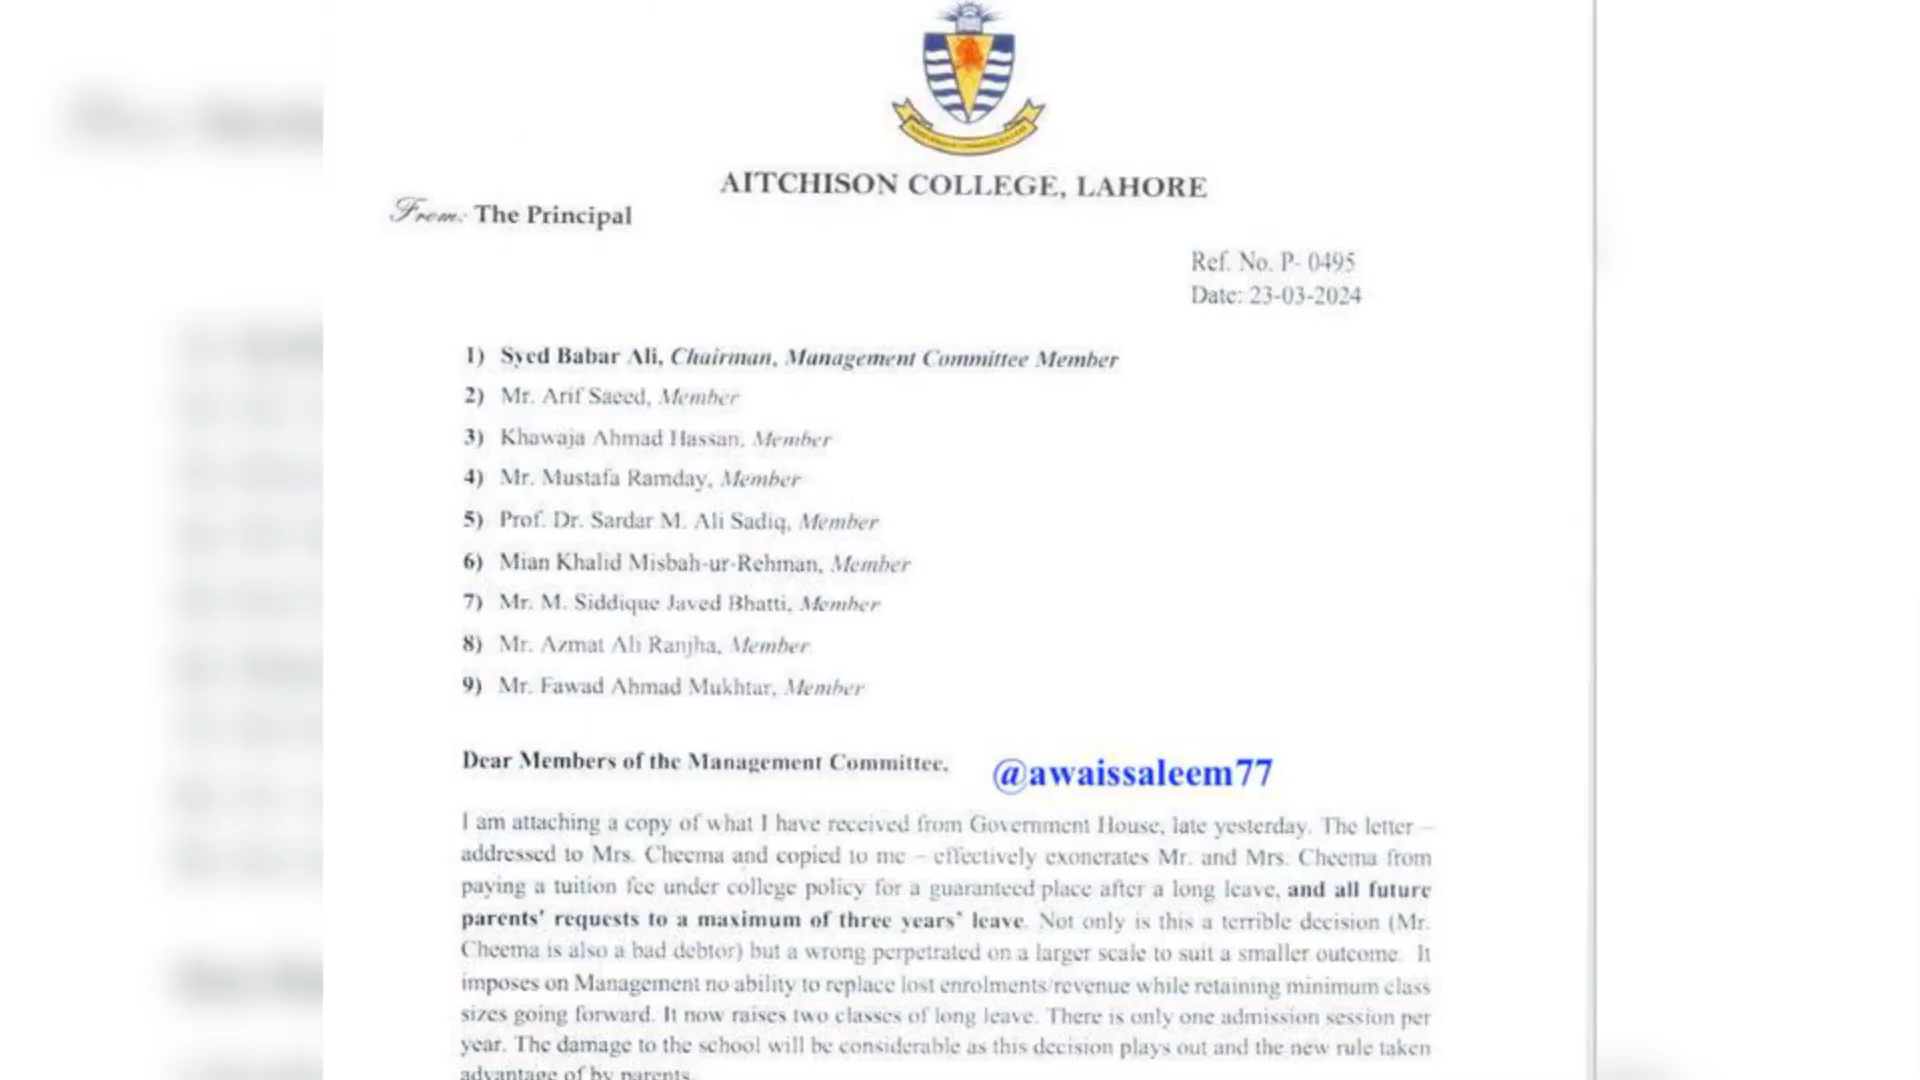 AITCHISON COLLEGE, LAHORE
From: The Principal
Ref. No. P- 0495
Date: 23-03-2024
1) Syed Babar Ali, Chairman, Management Committee Member
2) Mr. Arif Saeed, Member
3) Khawaja Ahmad Hassan, Member
4) Mr. Mustafa Ramday, Member
5) Prof. Dr. Sardar M. Ali Sadiq, Member
6) Mian Khalid Misbah-ur-Rehman, Member
7) Mr. M. Siddique Javed Bhatti, Member
8) Mr. Azmat Ali Ranjha, Member
9) Mr. Fawad Ahmad Mukhtar, Member
Dear Members of the Management Committee,
@awaissaleem77
I am attaching a copy of what I have received from Government House, late yesterday. The letter –
addressed to Mrs. Cheema and copied to me – effectively exonerates Mr. and Mrs. Cheema from
paying a tuition fee under college policy for a guaranteed place after a long leave, and all future
parents' requests to a maximum of three years' leave. Not only is this a terrible decision (Mr.
Cheema is also a bad debtor) but a wrong perpetrated on a larger scale to suit a smaller outcome. It
imposes on Management no ability to replace lost enrolments/revenue while retaining minimum class
sizes going forward. It now raises two classes of long leave. There is only one admission session per
year. The damage to the school will be considerable as this decision plays out and the new rule taken
advantage of by parents.